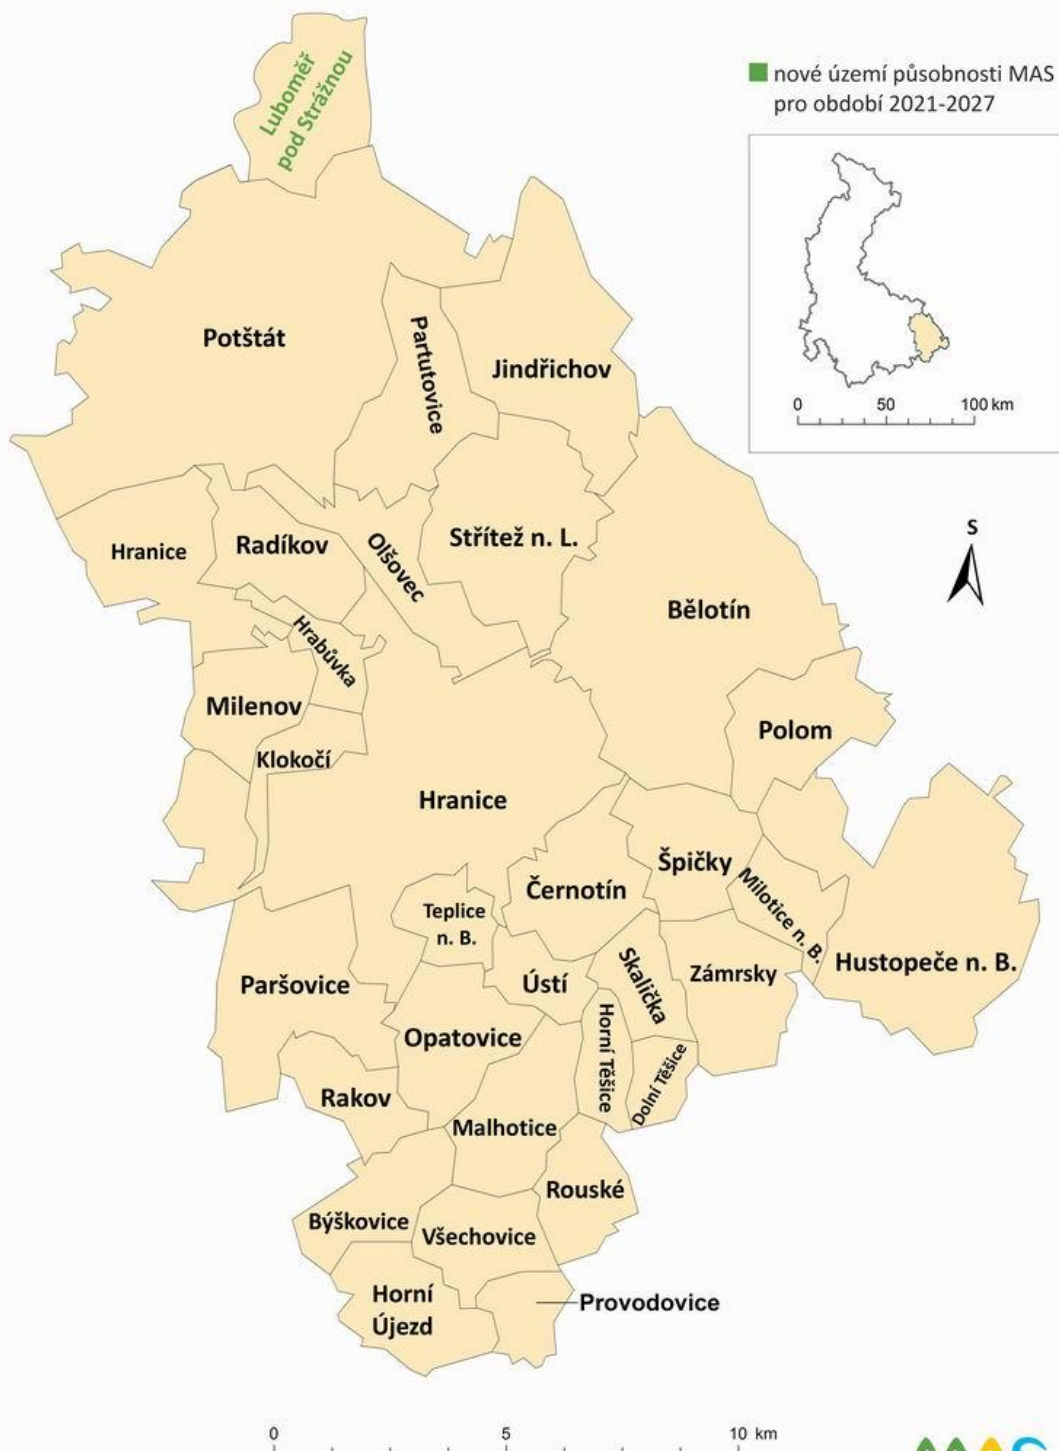 Luboměř
pod Strážnou
nové území působnosti MAS
pro období 2021-2027
0 50 100 km
S
Potštát
Partutovice
Jindřichov
Hranice
Radíkov
Olšovec
Střítež n. L.
Bělotín
Hrabůvka
Milenov
Klokočí
Polom
Hranice
Špičky
Černotín
Milotice n. B.
Teplice
n. B.
Hustopeče n. B.
Paršovice
Ústí
Skalička
Zámrsky
Opatovice
Horní Těšice
Dolní Těšice
Rakov
Malhotice
Rouské
Býškovice
Všechovice
Horní
Újezd
Provodovice
0 5 10 km